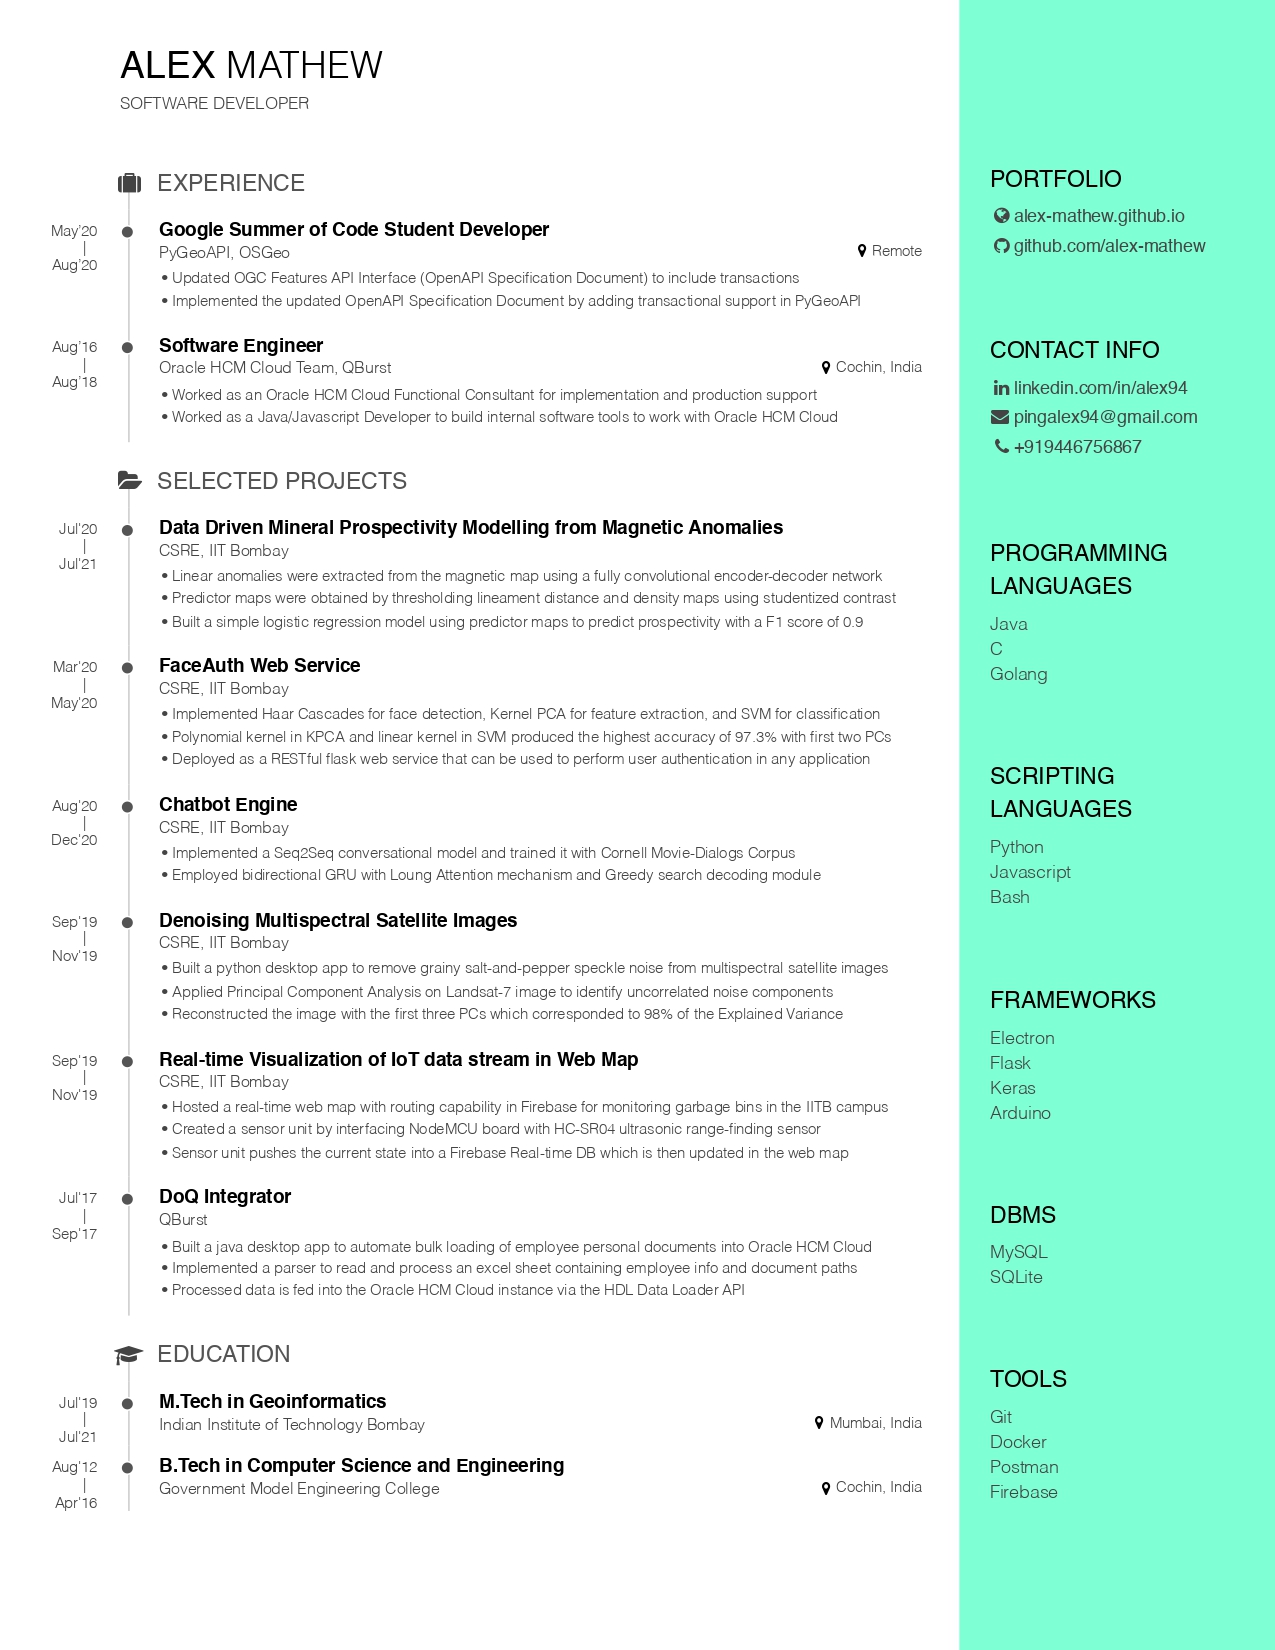 ALEX MATHEW
SOFTWARE DEVELOPER
EXPERIENCE
May'20
|
Aug'20
Google Summer of Code Student Developer
PyGeoAPI, OSGeo
Remote
• Updated OGC Features API Interface (OpenAPI Specification Document) to include transactions
• Implemented the updated OpenAPI Specification Document by adding transactional support in PyGeoAPI
Aug'16
|
Aug'18
Software Engineer
Oracle HCM Cloud Team, QBurst
Cochin, India
• Worked as an Oracle HCM Cloud Functional Consultant for implementation and production support
• Worked as a Java/Javascript Developer to build internal software tools to work with Oracle HCM Cloud
SELECTED PROJECTS
Jul'20
|
Jul'21
Data Driven Mineral Prospectivity Modelling from Magnetic Anomalies
CSRE, IIT Bombay
• Linear anomalies were extracted from the magnetic map using a fully convolutional encoder-decoder network
• Predictor maps were obtained by thresholding lineament distance and density maps using studentized contrast
• Built a simple logistic regression model using predictor maps to predict prospectivity with a F1 score of 0.9
Mar'20
|
May'20
FaceAuth Web Service
CSRE, IIT Bombay
• Implemented Haar Cascades for face detection, Kernel PCA for feature extraction, and SVM for classification
• Polynomial kernel in KPCA and linear kernel in SVM produced the highest accuracy of 97.3% with first two PCs
• Deployed as a RESTful flask web service that can be used to perform user authentication in any application
Aug'20
|
Dec'20
Chatbot Engine
CSRE, IIT Bombay
• Implemented a Seq2Seq conversational model and trained it with Cornell Movie-Dialogs Corpus
• Employed bidirectional GRU with Loung Attention mechanism and Greedy search decoding module
Sep'19
|
Nov'19
Denoising Multispectral Satellite Images
CSRE, IIT Bombay
• Built a python desktop app to remove grainy salt-and-pepper speckle noise from multispectral satellite images
• Applied Principal Component Analysis on Landsat-7 image to identify uncorrelated noise components
• Reconstructed the image with the first three PCs which corresponded to 98% of the Explained Variance
Sep'19
|
Nov'19
Real-time Visualization of IoT data stream in Web Map
CSRE, IIT Bombay
• Hosted a real-time web map with routing capability in Firebase for monitoring garbage bins in the IITB campus
• Created a sensor unit by interfacing NodeMCU board with HC-SR04 ultrasonic range-finding sensor
• Sensor unit pushes the current state into a Firebase Real-time DB which is then updated in the web map
Jul'17
|
Sep'17
DoQ Integrator
QBurst
• Built a java desktop app to automate bulk loading of employee personal documents into Oracle HCM Cloud
• Implemented a parser to read and process an excel sheet containing employee info and document paths
• Processed data is fed into the Oracle HCM Cloud instance via the HDL Data Loader API
EDUCATION
Jul'19
|
Jul'21
M.Tech in Geoinformatics
Indian Institute of Technology Bombay
Mumbai, India
Aug'12
|
Apr'16
B.Tech in Computer Science and Engineering
Government Model Engineering College
Cochin, India
PORTFOLIO
alex-mathew.github.io
github.com/alex-mathew
CONTACT INFO
linkedin.com/in/alex94
pingalex94@gmail.com
+919446756867
PROGRAMMING
LANGUAGES
Java
C
Golang
SCRIPTING
LANGUAGES
Python
Javascript
Bash
FRAMEWORKS
Electron
Flask
Keras
Arduino
DBMS
MySQL
SQLite
TOOLS
Git
Docker
Postman
Firebase